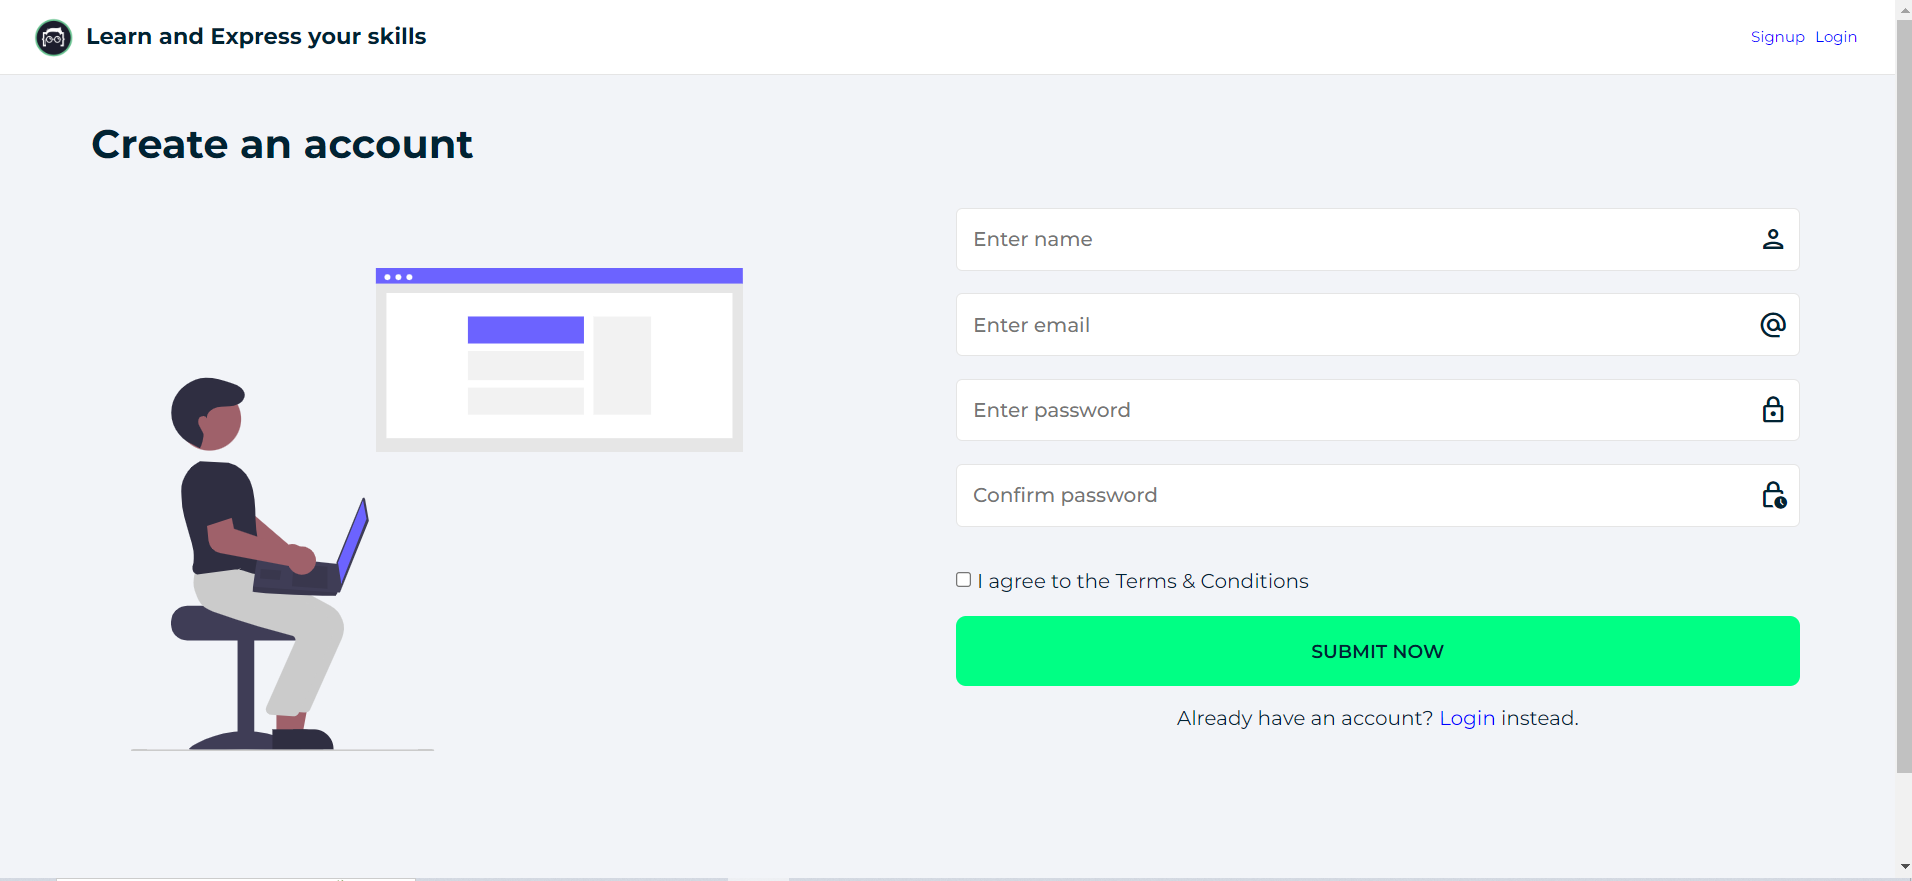 Learn and Express your skills
Signup Login
Create an account
Enter name
Enter email
Enter password
Confirm password
I agree to the Terms & Conditions
SUBMIT NOW
Already have an account? Login instead.